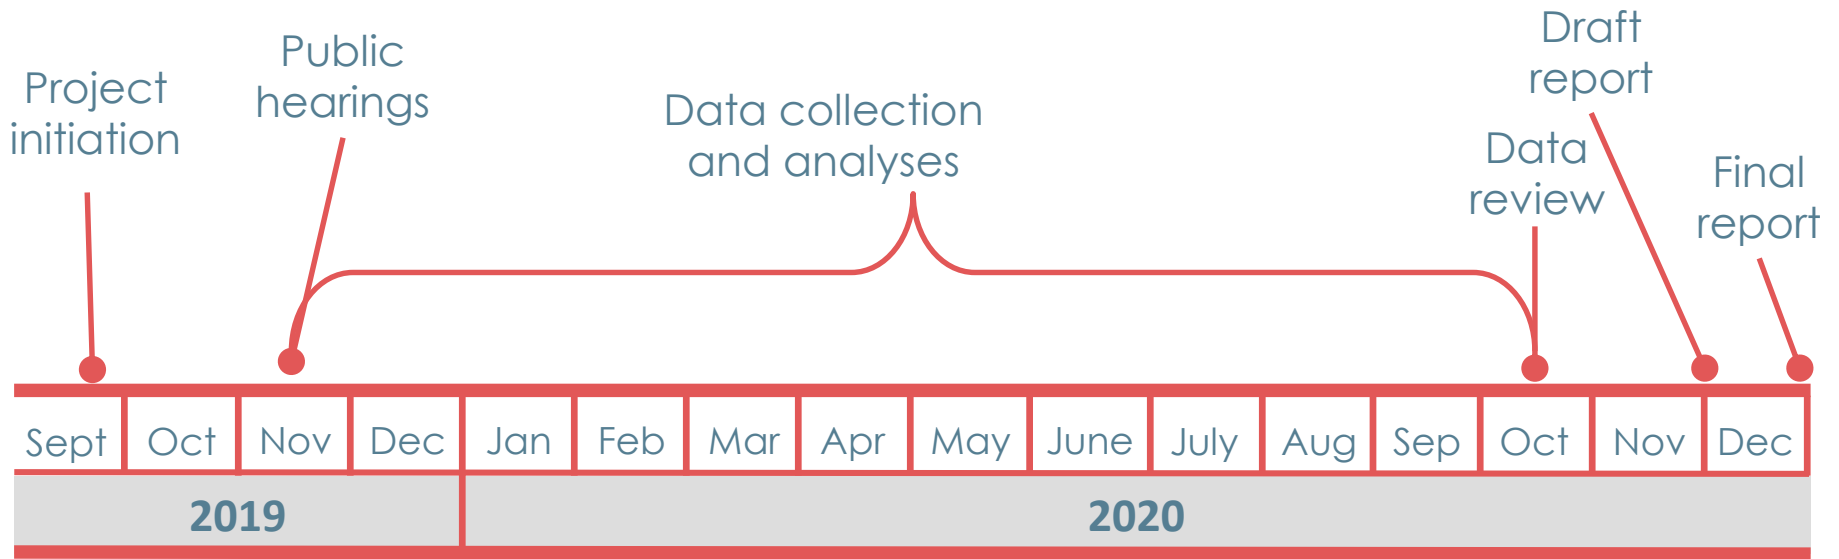 Project
initiation
Public
hearings
Data collection
and analyses
Data
review
Draft
report
Final
report
Sept Oct Nov Dec Jan Feb Mar Apr May June July Aug Sep Oct Nov Dec
2019 2020